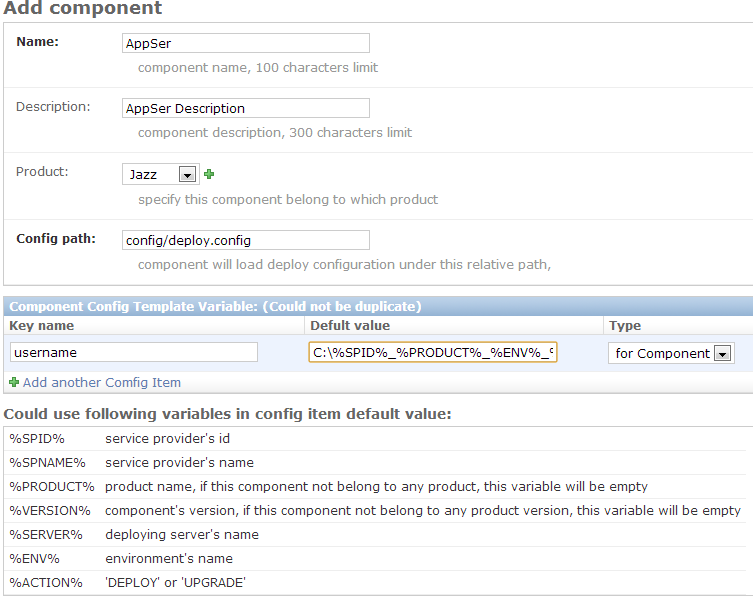 Add component
Name: AppSer
component name, 100 characters limit
Description: AppSer Description
component description, 300 characters limit
Product: Jazz
specify this component belong to which product
Config path: config/deploy.config
component will load deploy configuration under this relative path,
Component Config Template Variable: (Could not be duplicate)
Key name Defult value Type
username C:\%SPID%_%PRODUCT%_%ENV%_% for Component
Add another Comfig Item
Could use following variables in config item default value:
%SPID% service provider's id
%SPNAME% service provider's name
%PRODUCT% product name, if this component not belong to any product, this variable will be empty
%VERSION% component's version, if this component not belong to any product version, this variable will be empty
%SERVER% deploying server's name
%ENV% environment's name
%ACTION% 'DEPLOY' or 'UPGRADE'